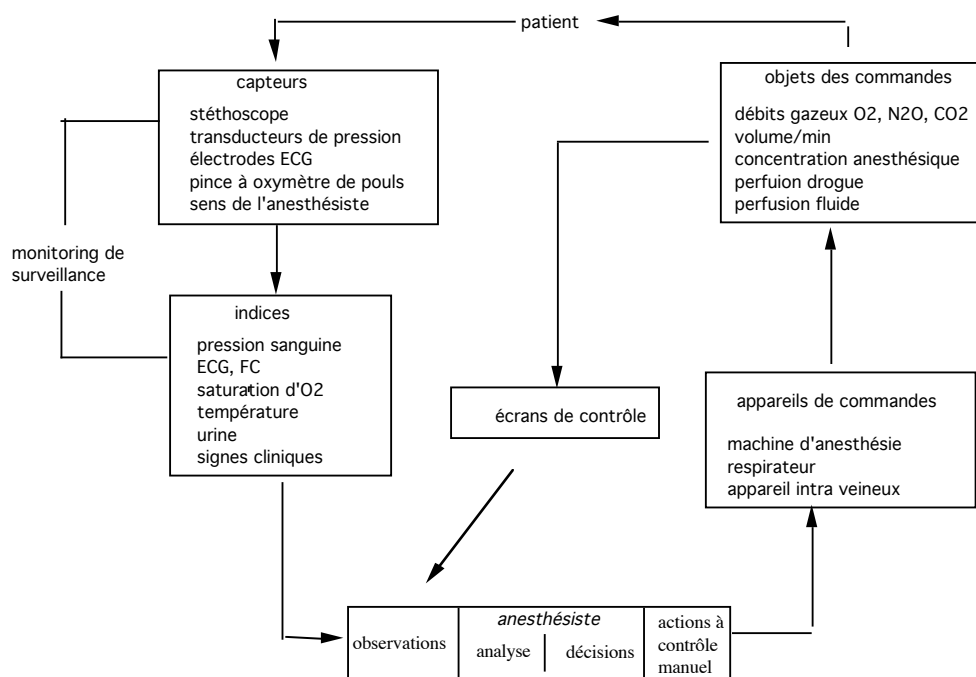 patient
capteurs
stéthoscope
transducteurs de pression
électrodes ECG
pince à oxymètre de pouls
sens de l'anesthésiste
objets des commandes
débits gazeux O2, N2O, CO2
volume/min
concentration anesthésique
perfuion drogue
perfusion fluide
monitoring de
surveillance
indices
pression sanguine
ECG, FC
saturation d'O2
température
urine
signes cliniques
écrans de contrôle
appareils de commandes
machine d'anesthésie
respirateur
appareil intra veineux
observations
anesthésiste
analyse
décisions
actions à
contrôle
manuel